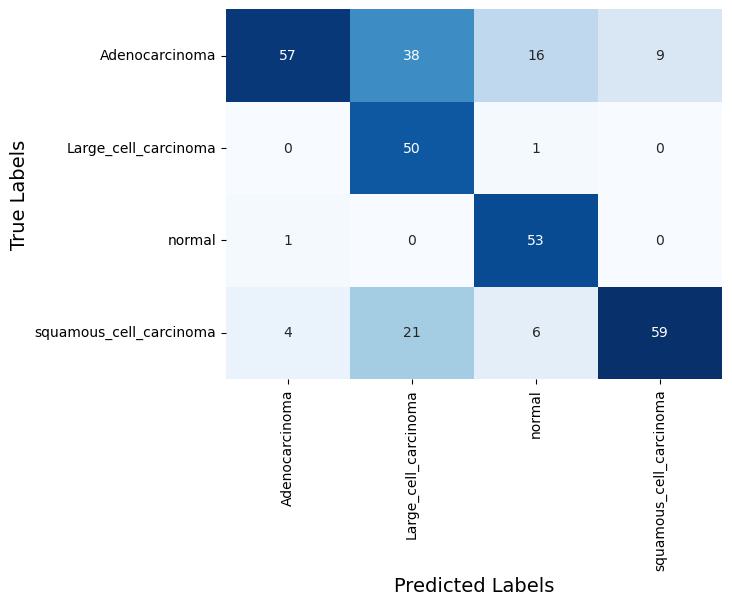 Adenocarcinoma 57 38 16 9
Large_cell_carcinoma 0 50 1 0
normal 1 0 53 0
squamous_cell_carcinoma 4 21 6 59
True Labels
Adenocarcinoma
Large_cell_carcinoma
normal
squamous_cell_carcinoma
Predicted Labels